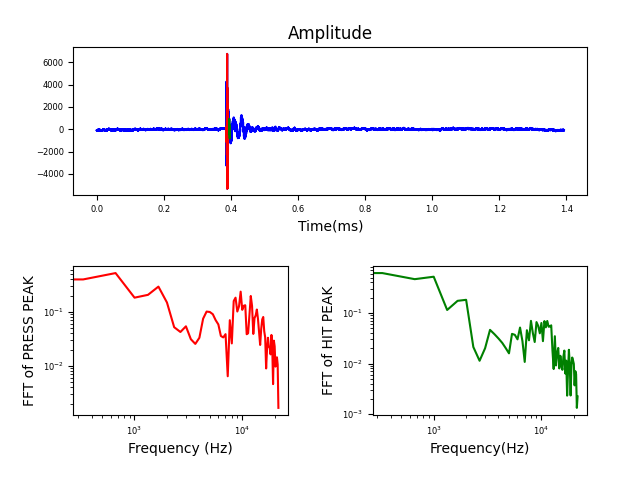 Amplitude
6000
4000
2000
0
−2000
−4000
0.0 0.2 0.4 0.6 0.8 1.0 1.2 1.4
Time(ms)
FFT of PRESS PEAK
10⁻¹
10⁻²
10³ 10⁴
Frequency (Hz)
FFT of HIT PEAK
10⁻¹
10⁻²
10⁻³
10³ 10⁴
Frequency(Hz)